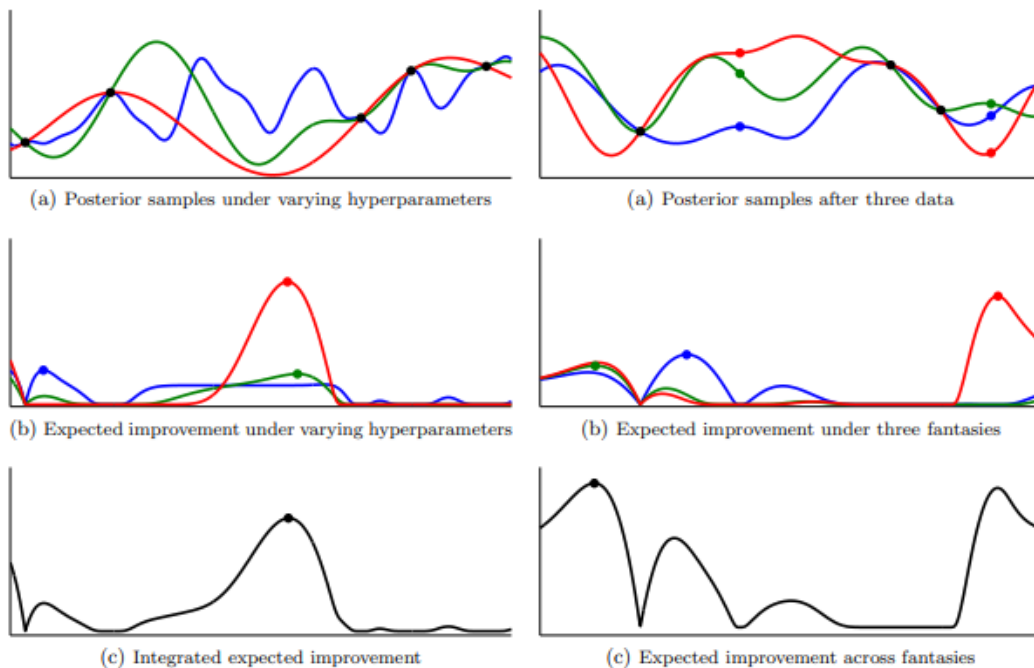 (a) Posterior samples under varying hyperparameters
(b) Expected improvement under varying hyperparameters
(c) Integrated expected improvement
(a) Posterior samples after three data
(b) Expected improvement under three fantasies
(c) Expected improvement across fantasies